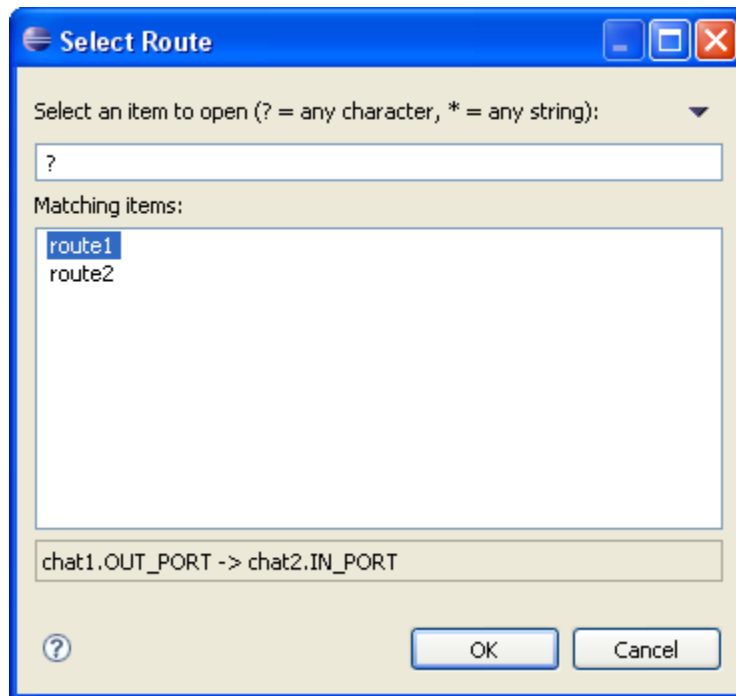 Select Route
Select an item to open (? = any character, * = any string):
?
Matching items:
route1
route2
chat1.OUT_PORT -> chat2.IN_PORT
?
OK
Cancel